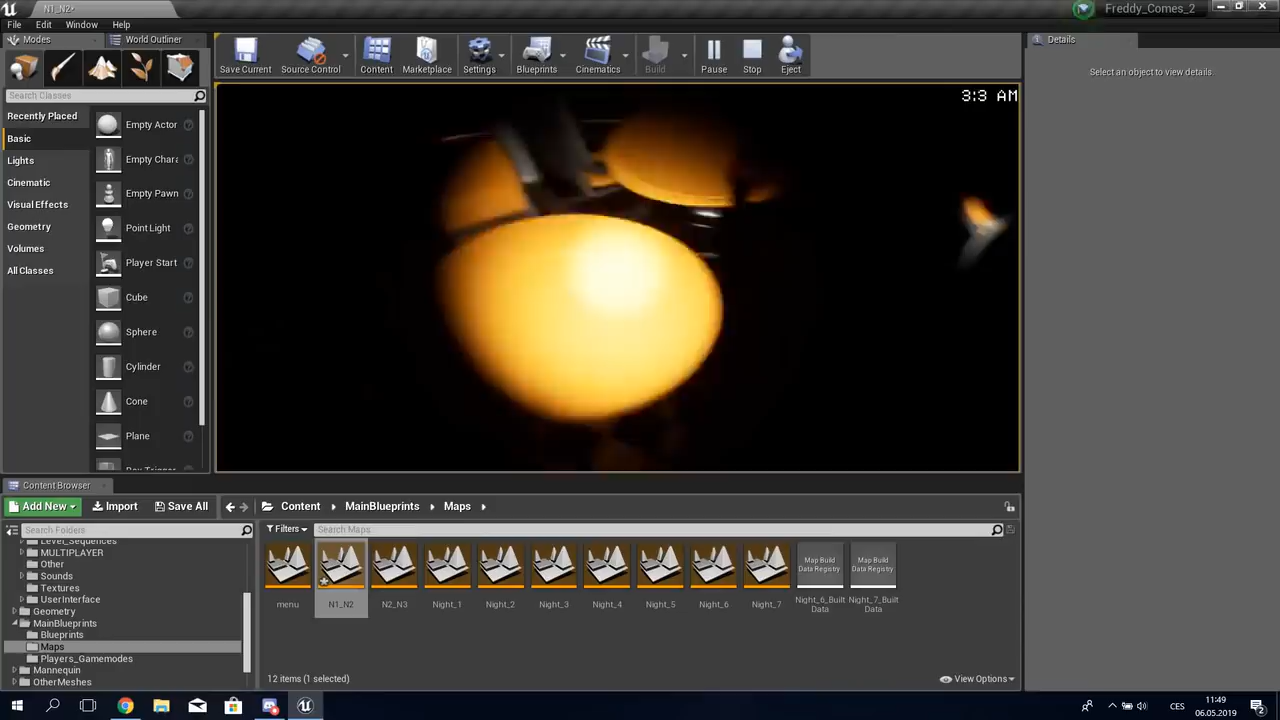 N1_N2*
Freddy_Comes_2
File Edit Window Help
Modes World Outliner
Save Current Source Control Content Marketplace Settings Blueprints Cinematics Build Pause Stop Eject
Details
Select an object to view details
Search Classes
Recently Placed
Basic
Lights
Cinematic
Visual Effects
Geometry
Volumes
All Classes
Empty Actor
Empty Chara
Empty Pawn
Point Light
Player Start
Cube
Sphere
Cylinder
Cone
Plane
3:3 AM
Content Browser
Add New Import Save All Content MainBlueprints Maps
Search Folders
Filters Search Maps
Level_Sequences
MULTIPLAYER
Other
Sounds
Textures
UserInterface
Geometry
MainBlueprints
Blueprints
Maps
Players_Gamemodes
Mannequin
OtherMeshes
Map Build Data Registry
Map Build Data Registry
menu N1_N2 N2_N3 Night_1 Night_2 Night_3 Night_4 Night_5 Night_6 Night_7 Night_6_Built Data Night_7_Built Data
12 items (1 selected)
View Options
CES
11:49
06.05.2019
2